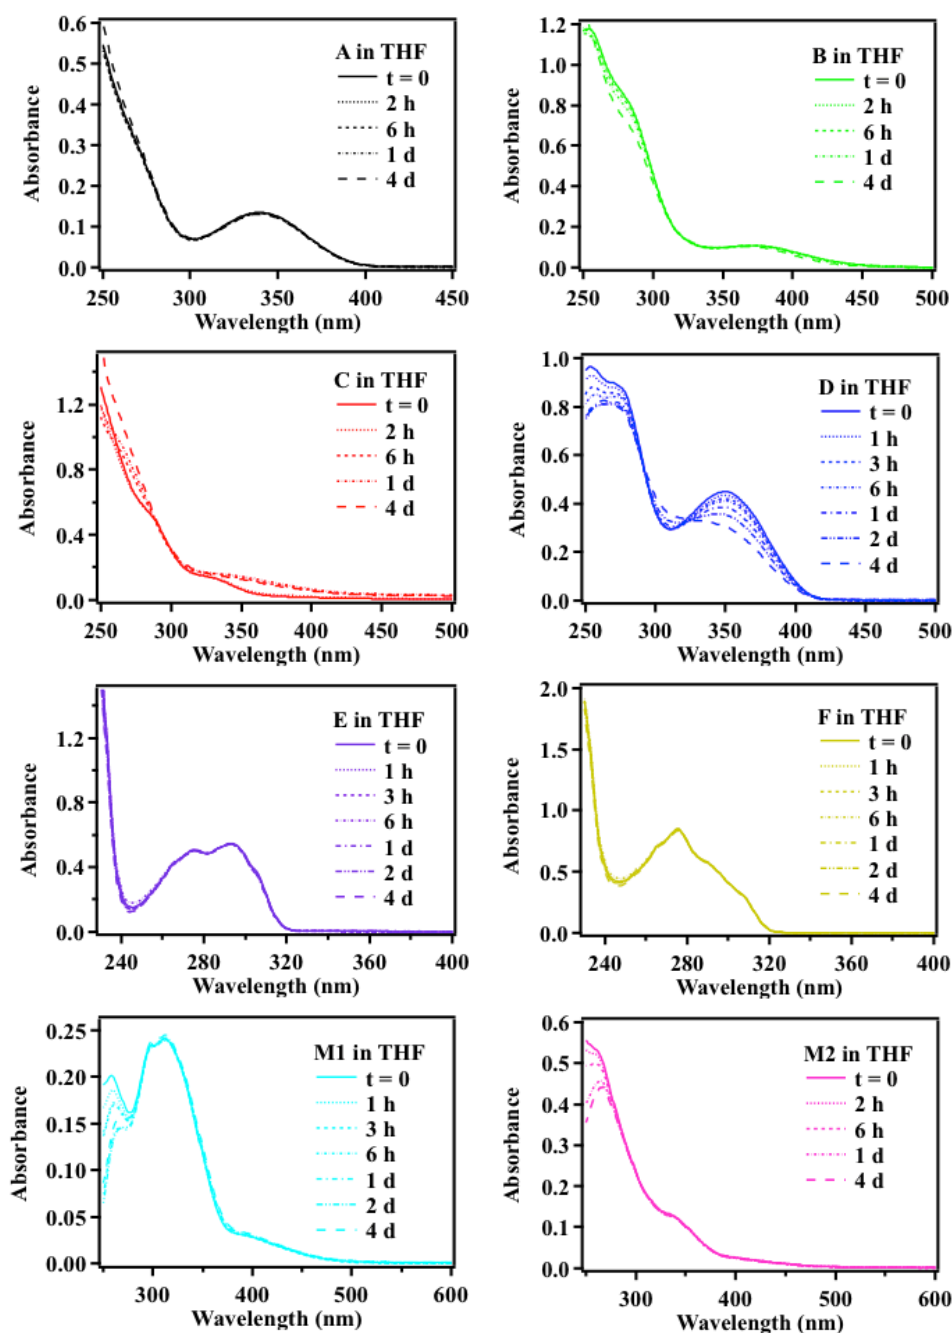 0.6
0.5
0.4
0.3
0.2
0.1
0.0
Absorbance
A in THF
t = 0
2 h
6 h
1 d
4 d
250 300 350 400 450
Wavelength (nm)
1.2
1.0
0.8
0.6
0.4
0.2
0.0
Absorbance
B in THF
t = 0
2 h
6 h
1 d
4 d
250 300 350 400 450 500
Wavelength (nm)
1.2
0.8
0.4
0.0
Absorbance
C in THF
t = 0
2 h
6 h
1 d
4 d
250 300 350 400 450 500
Wavelength (nm)
1.0
0.8
0.6
0.4
0.2
0.0
Absorbance
D in THF
t = 0
1 h
3 h
6 h
1 d
2 d
4 d
250 300 350 400 450 500
Wavelength (nm)
1.2
0.8
0.4
0.0
Absorbance
E in THF
t = 0
1 h
3 h
6 h
1 d
2 d
4 d
240 280 320 360 400
Wavelength (nm)
2.0
1.5
1.0
0.5
0.0
Absorbance
F in THF
t = 0
1 h
3 h
6 h
1 d
2 d
4 d
240 280 320 360 400
Wavelength (nm)
0.25
0.20
0.15
0.10
0.05
0.00
Absorbance
M1 in THF
t = 0
1 h
3 h
6 h
1 d
2 d
4 d
300 400 500 600
Wavelength (nm)
0.6
0.5
0.4
0.3
0.2
0.1
0.0
Absorbance
M2 in THF
t = 0
2 h
6 h
1 d
4 d
300 400 500 600
Wavelength (nm)